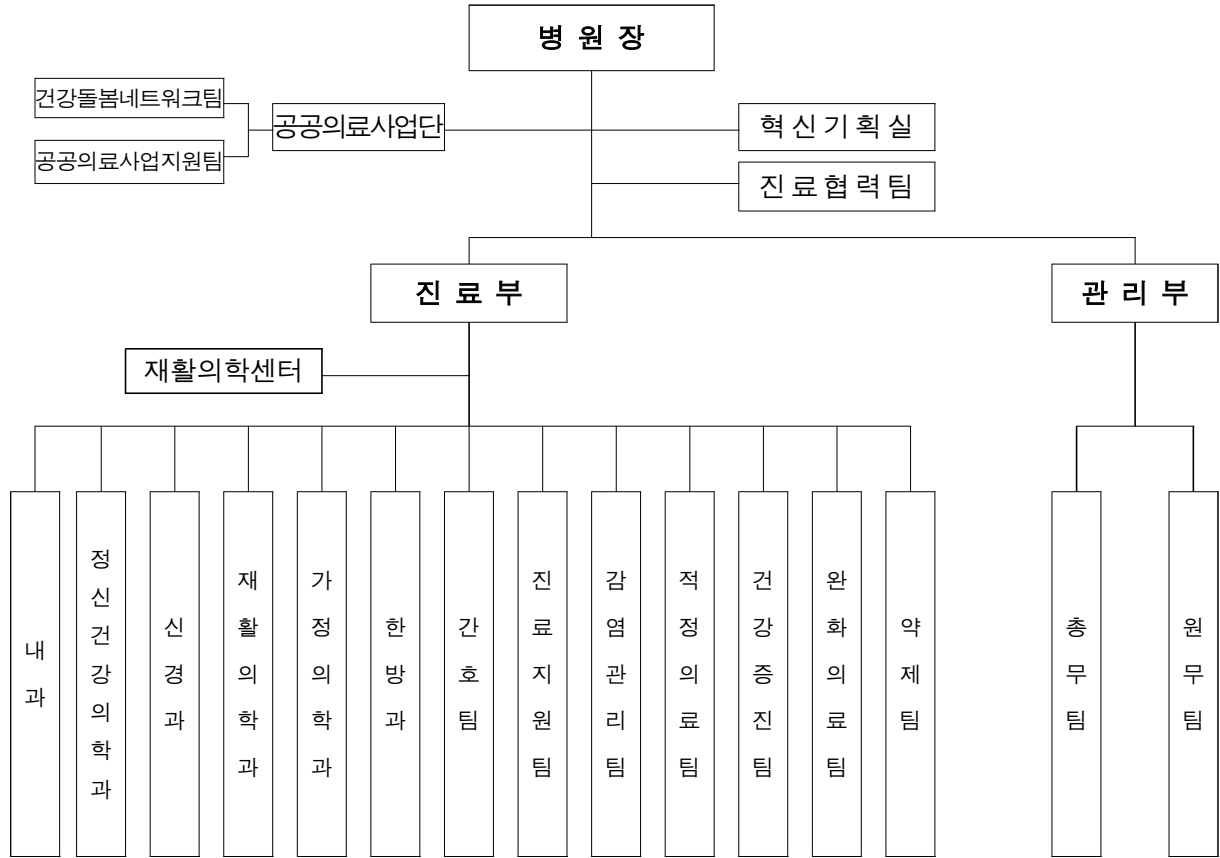 병 원 장
건강돌봄네트워크팀
공공의료사업단
혁 신 기 획 실
공공의료사업지원팀
진 료 협 력 팀
진 료 부
관 리 부
재활의학센터
내과
정신건강의학과
신경과
재활의학과
가정의학과
한방과
간호팀
진료지원팀
감염관리팀
적정의료팀
건강증진팀
완화의료팀
약제팀
총무팀
원무팀